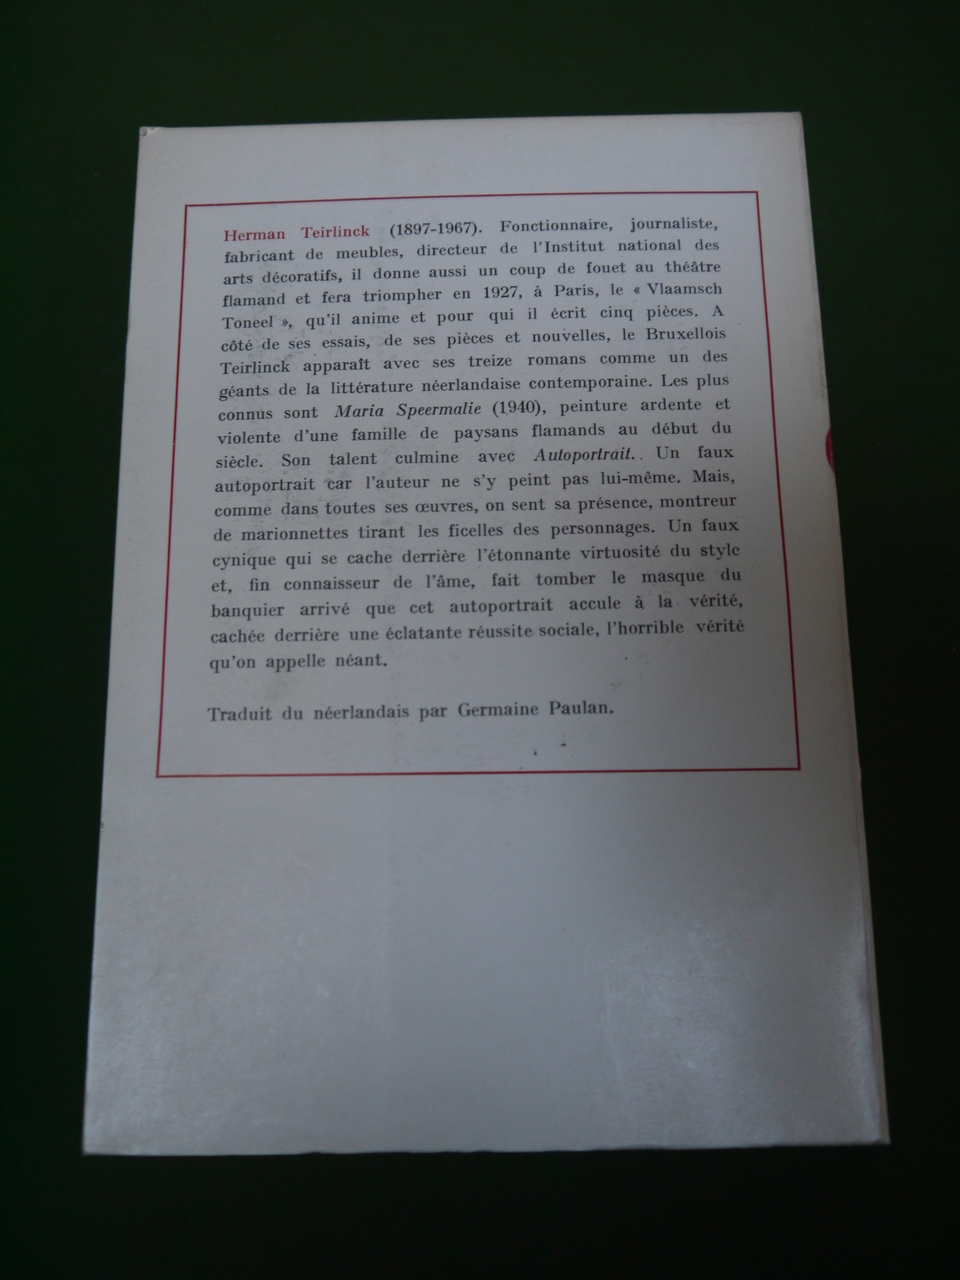 Herman Teirlinck (1897-1967). Fonctionnaire, journaliste,
fabricant de meubles, directeur de l'Institut national des
arts décoratifs, il donne aussi un coup de fouet au théâtre
flamand et fera triompher en 1927, à Paris, le « Vlaamsch
Toneel », qu'il anime et pour qui il écrit cinq pièces. A
côté de ses essais, de ses pièces et nouvelles, le Bruxellois
Teirlinck apparaît avec ses treize romans comme un des
géants de la littérature néerlandaise contemporaine. Les plus
connus sont Maria Speermalie (1940), peinture ardente et
violente d'une famille de paysans flamands au début du
siècle. Son talent culmine avec Autoportrait.. Un faux
autoportrait car l'auteur ne s'y peint pas lui-même. Mais,
comme dans toutes ses œuvres, on sent sa présence, montreur
de marionnettes tirant les ficelles des personnages. Un faux
cynique qui se cache derrière l'étonnante virtuosité du style
et, fin connaisseur de l'âme, fait tomber le masque du
banquier arrivé que cet autoportrait accule à la vérité,
cachée derrière une éclatante réussite sociale, l'horrible vérité
qu'on appelle néant.
Traduit du néerlandais par Germaine Paulan.